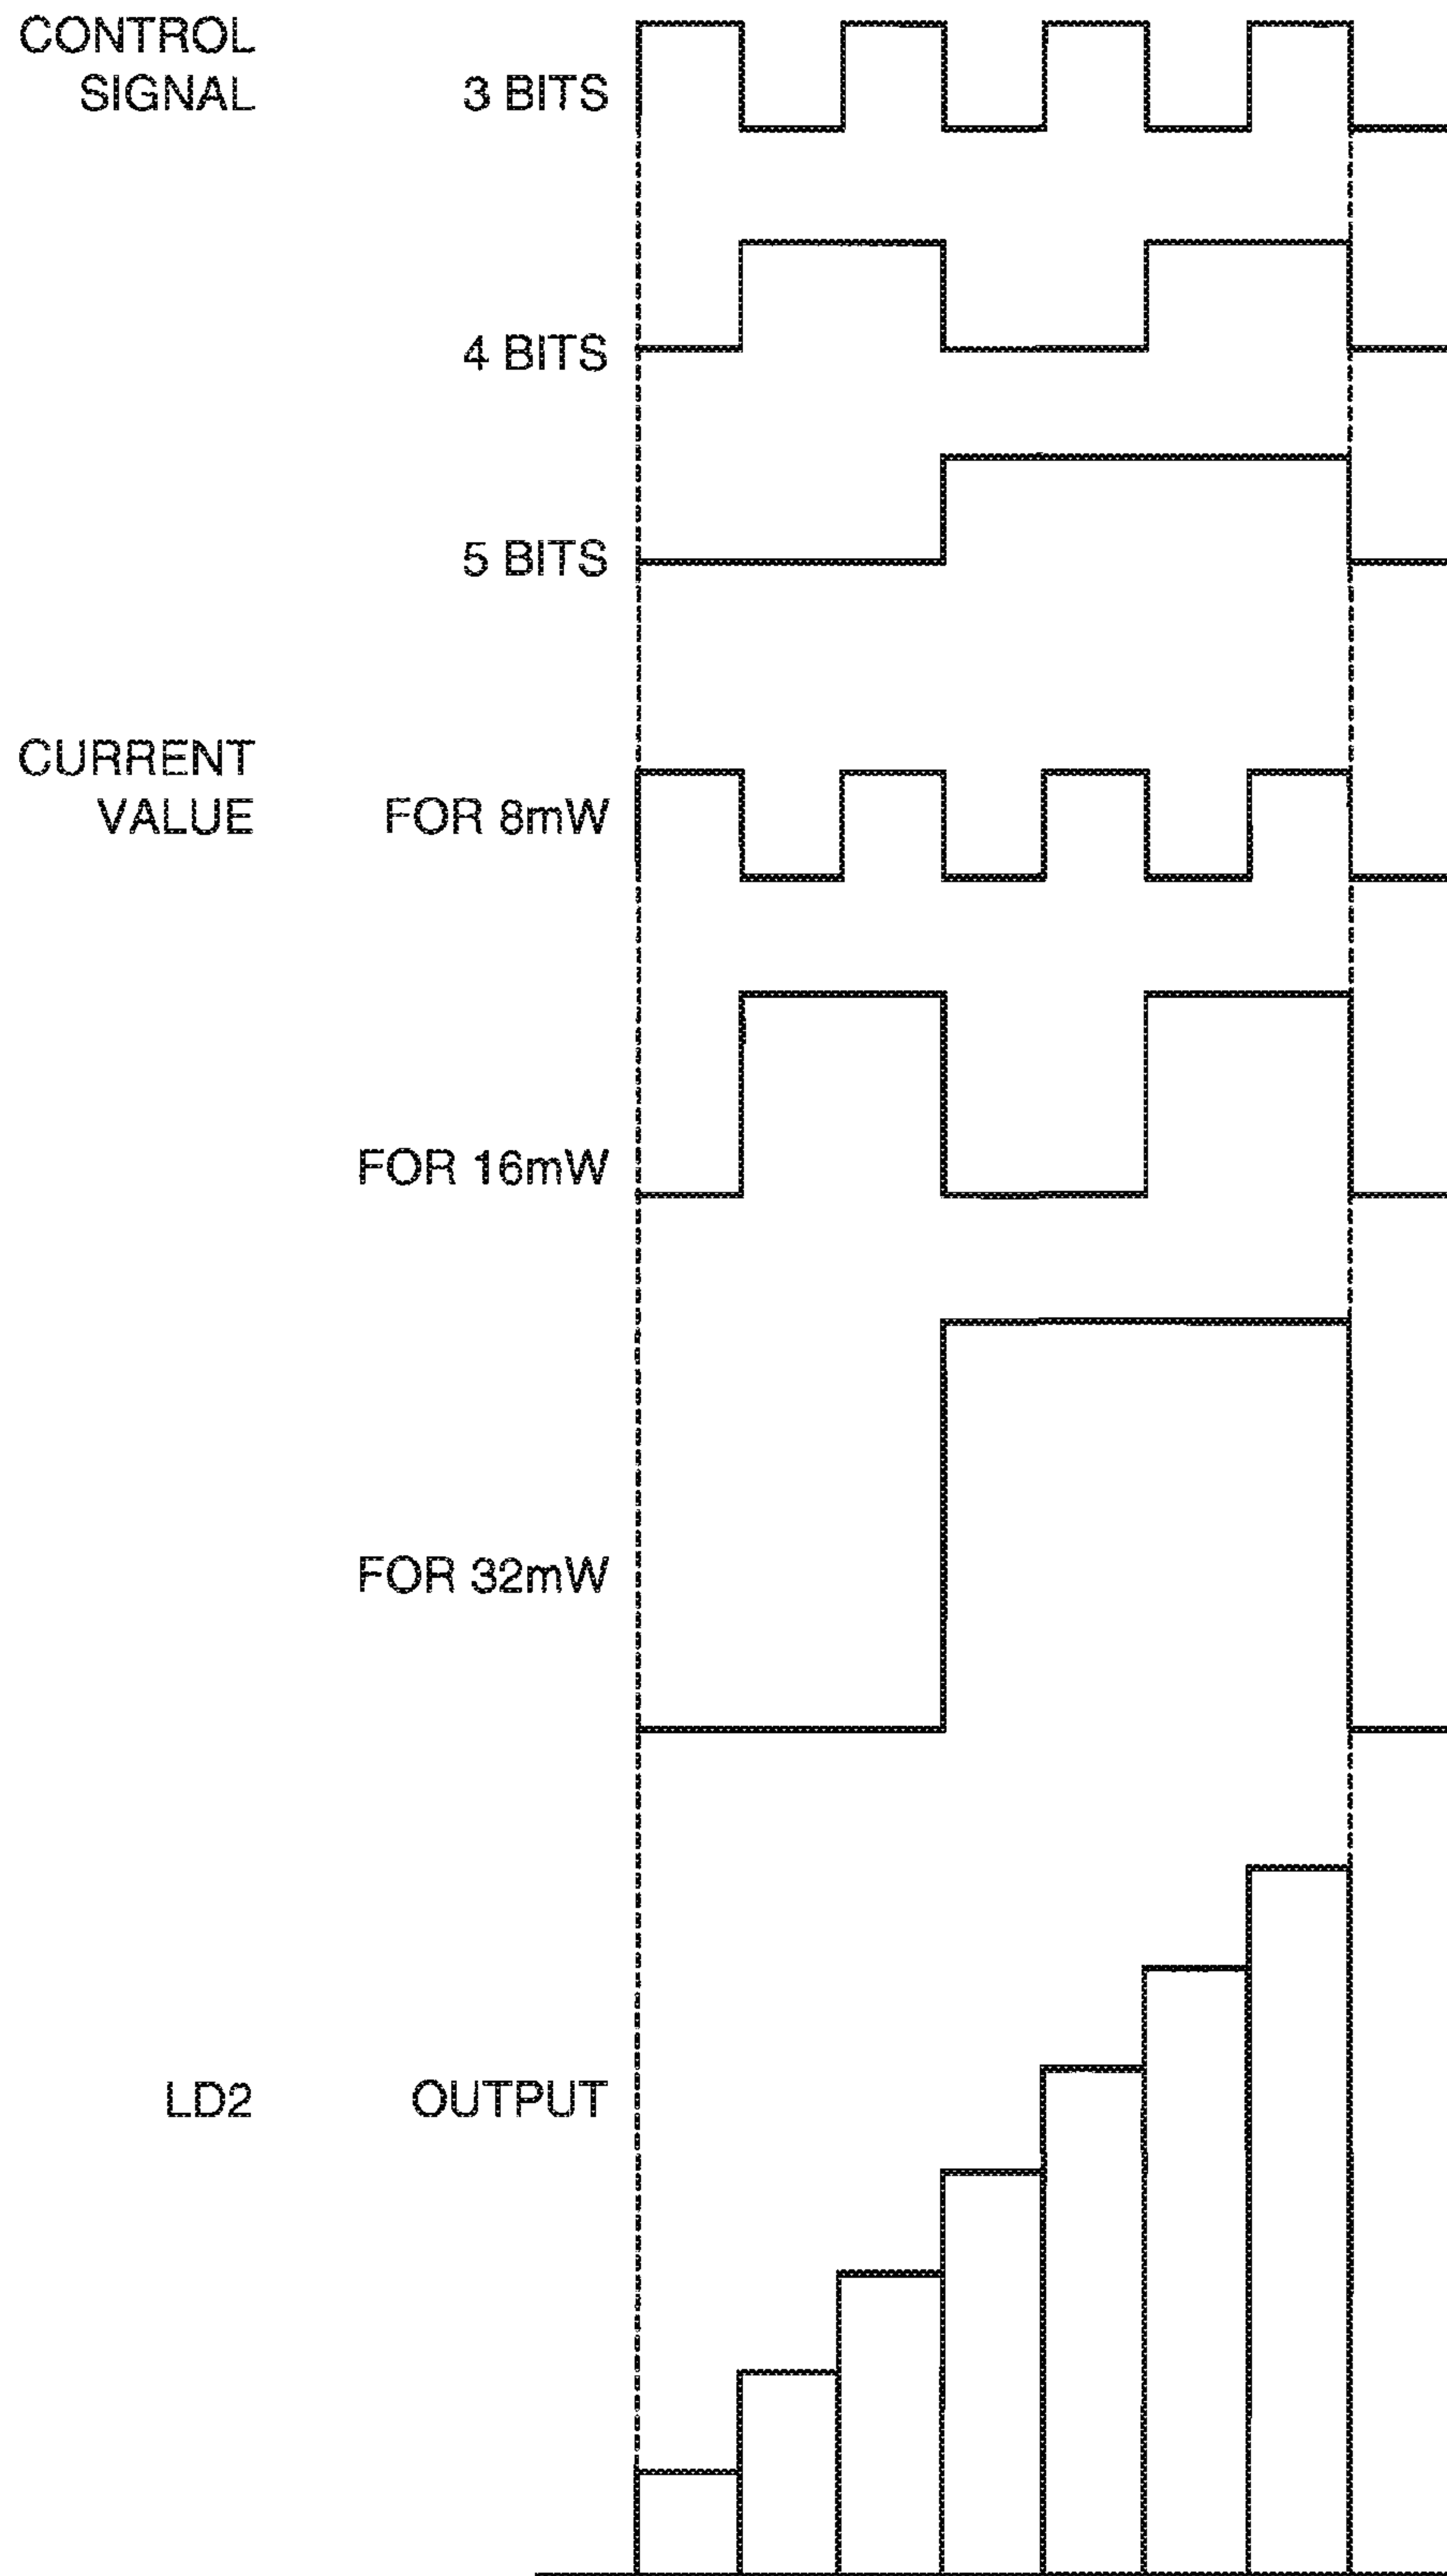 CONTROL
SIGNAL
3 BITS
4 BITS
5 BITS
CURRENT
VALUE
FOR 8mW
FOR 16mW
FOR 32mW
LD2
OUTPUT